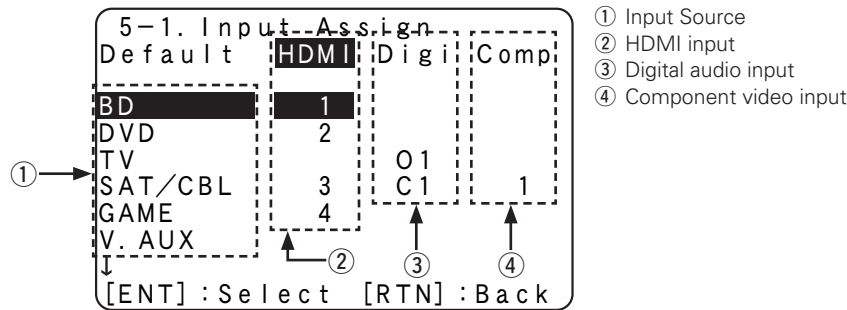 5−1. Input Assign
Default HDMI Digi Comp
BD 1
DVD 2
TV O1
SAT/CBL 3 C1 1
GAME 4
V. AUX
↓
[ENT] :Select [RTN] :Back
①
②
③
④
① Input Source
② HDMI input
③ Digital audio input
④ Component video input